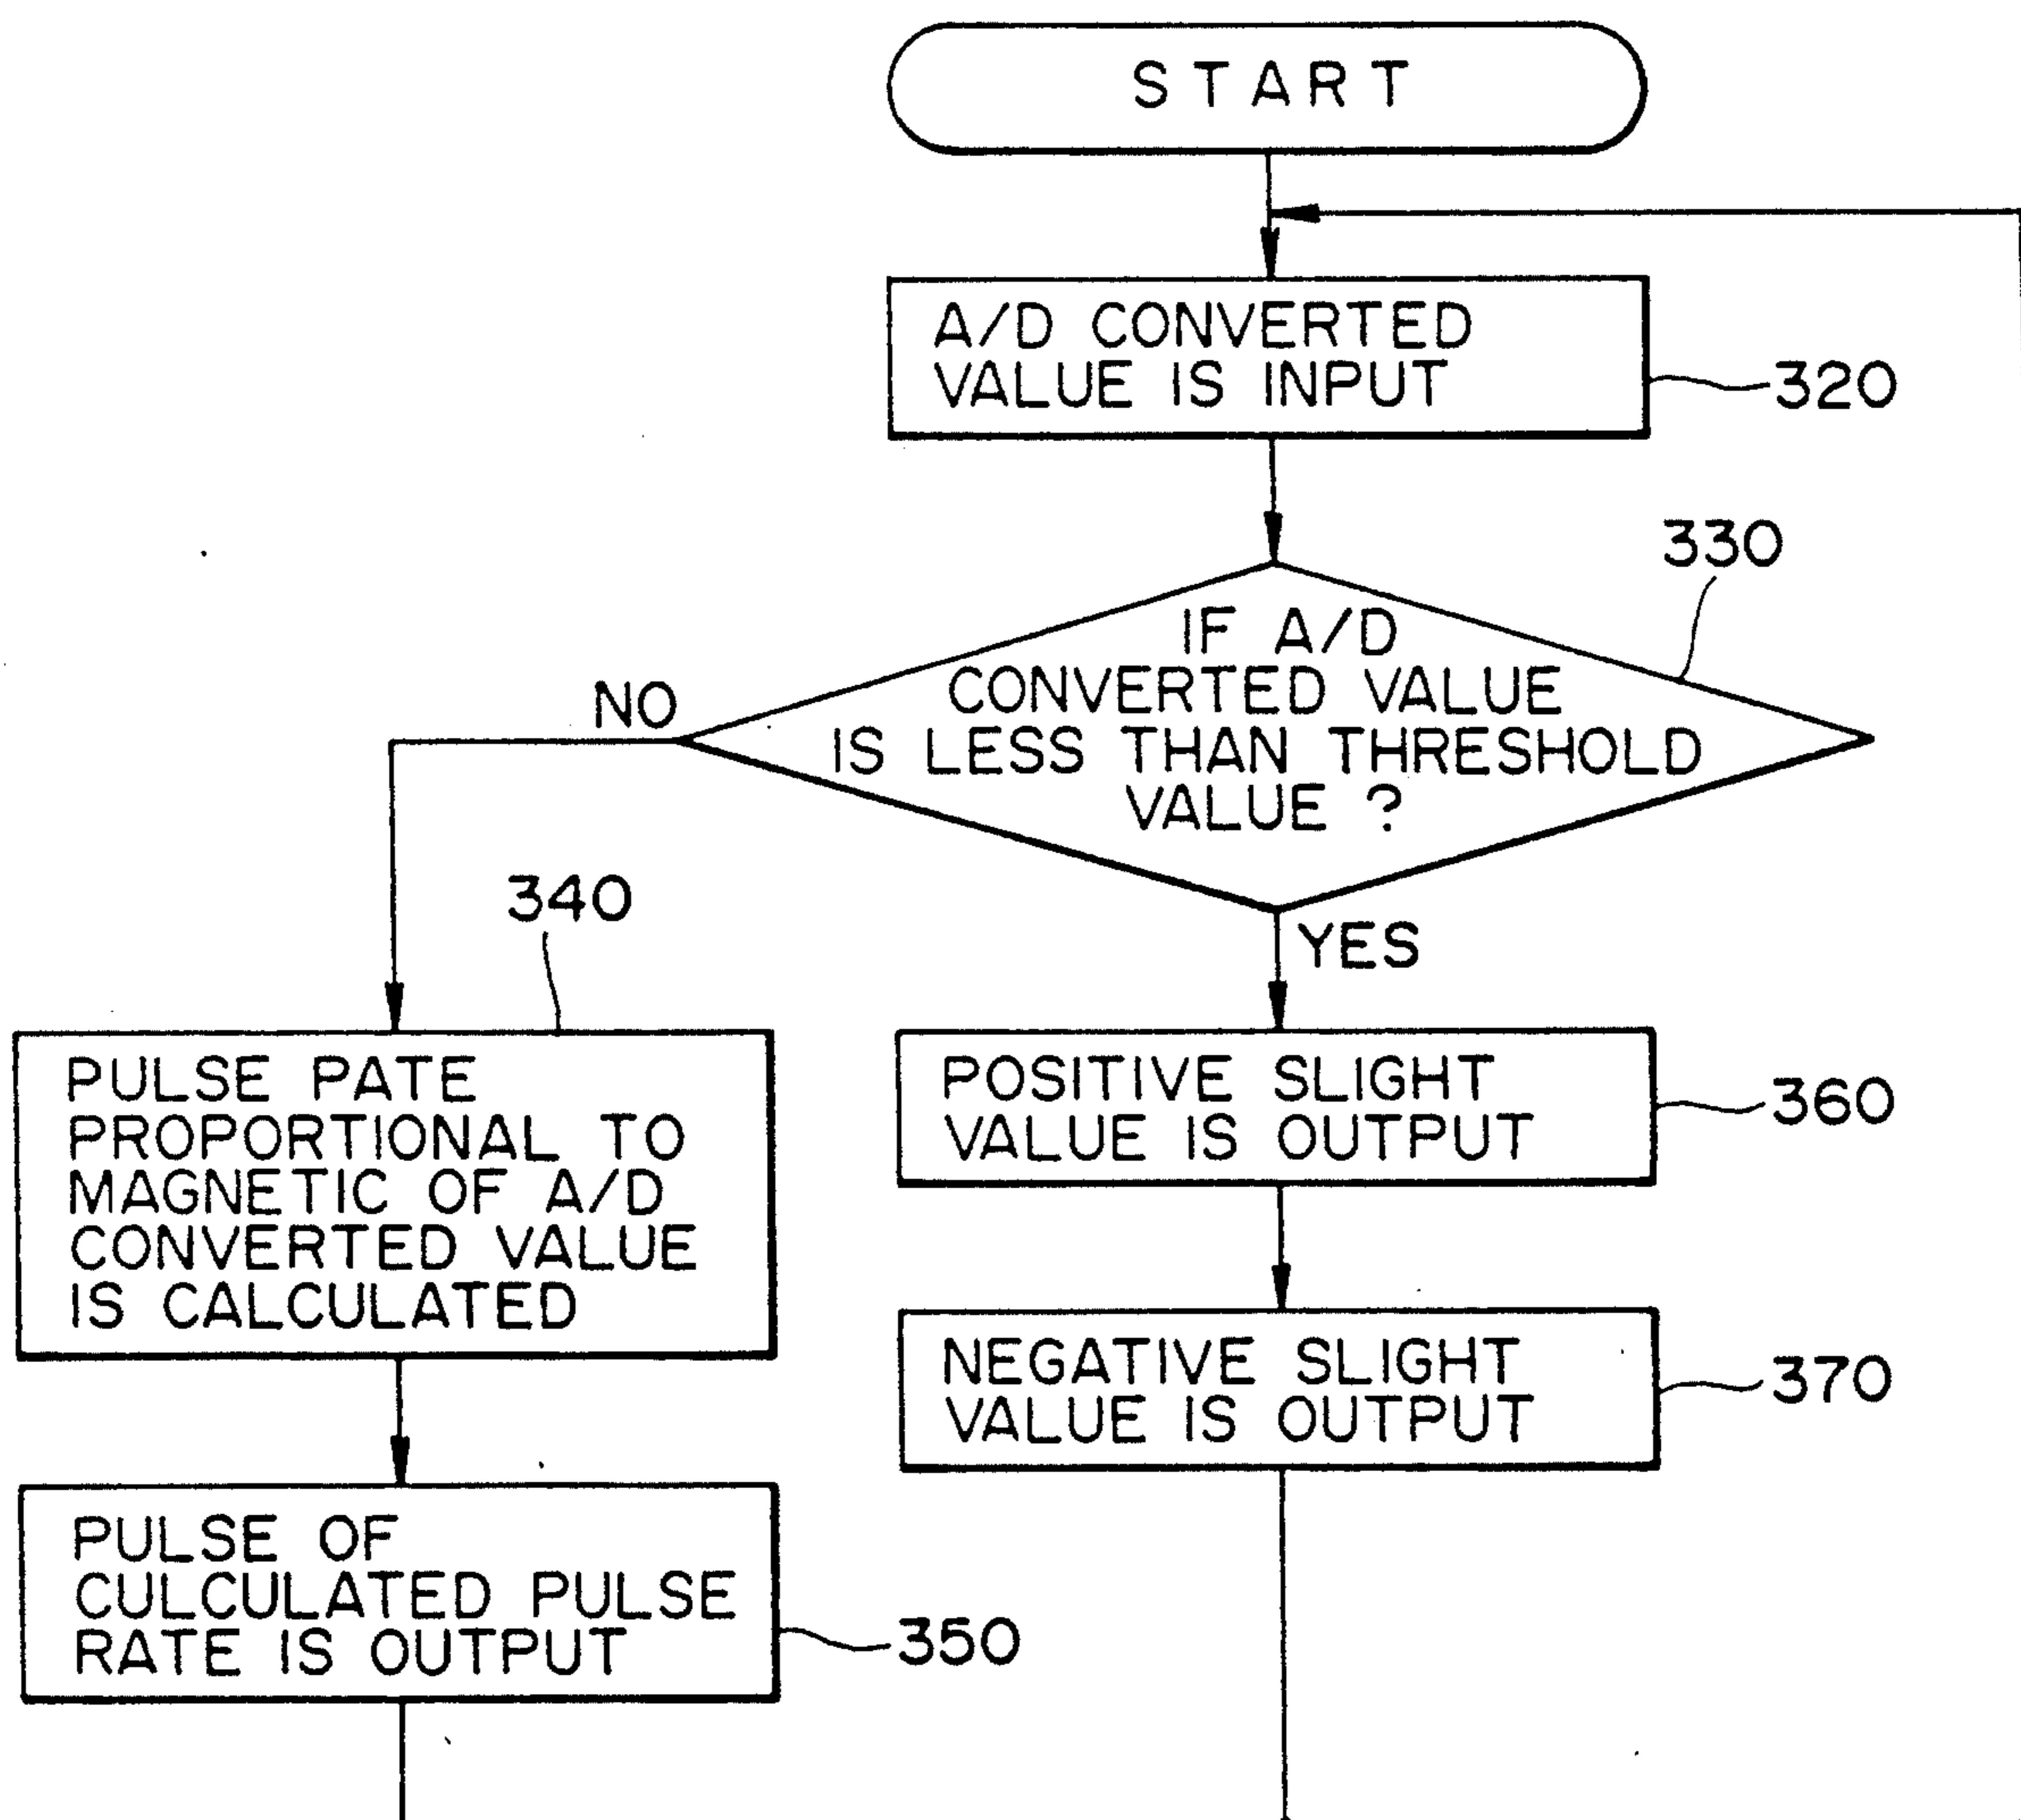 START
A/D CONVERTED
VALUE IS INPUT
320
330
IF A/D
CONVERTED VALUE
IS LESS THAN THRESHOLD
VALUE ?
NO
YES
340
PULSE PATE
PROPORTIONAL TO
MAGNETIC OF A/D
CONVERTED VALUE
IS CALCULATED
POSITIVE SLIGHT
VALUE IS OUTPUT
360
NEGATIVE SLIGHT
VALUE IS OUTPUT
370
PULSE OF
CULCULATED PULSE
RATE IS OUTPUT
350